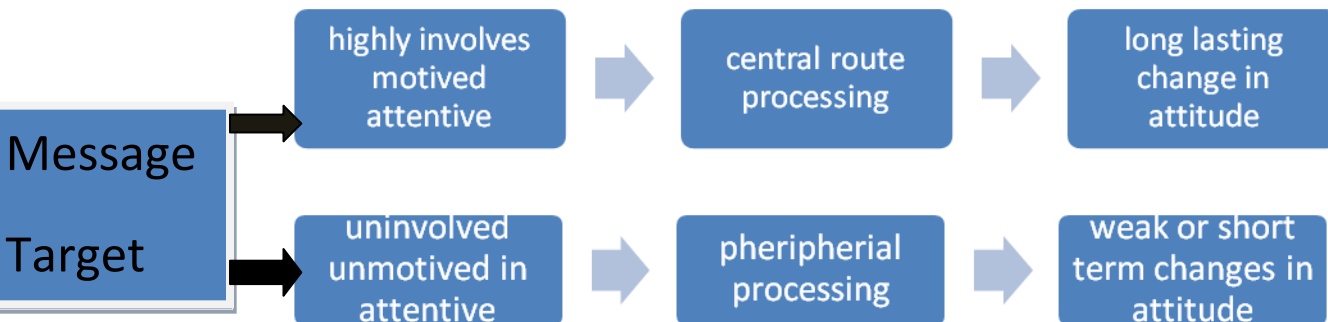 Message
Target
highly involves
motived
attentive
central route
processing
long lasting
change in
attitude
uninvolved
unmotived in
attentive
pheripherial
processing
weak or short
term changes in
attitude